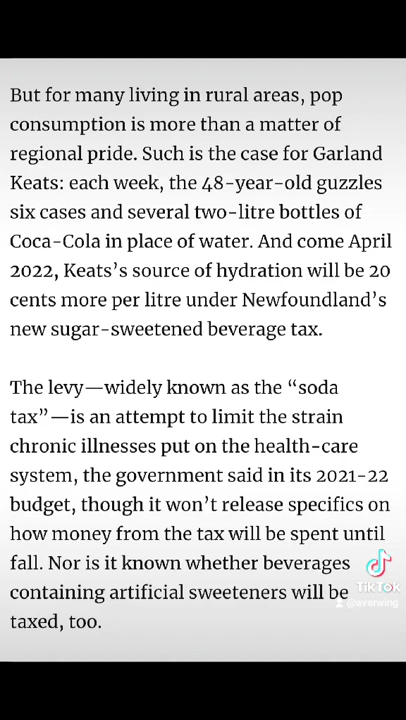 But for many living in rural areas, pop
consumption is more than a matter of
regional pride. Such is the case for Garland
Keats: each week, the 48-year-old guzzles
six cases and several two-litre bottles of
Coca-Cola in place of water. And come April
2022, Keats’s source of hydration will be 20
cents more per litre under Newfoundland’s
new sugar-sweetened beverage tax.
The levy—widely known as the “soda
tax”—is an attempt to limit the strain
chronic illnesses put on the health-care
system, the government said in its 2021-22
budget, though it won’t release specifics on
how money from the tax will be spent until
fall. Nor is it known whether beverages
containing artificial sweeteners will be
taxed, too.
TikTok